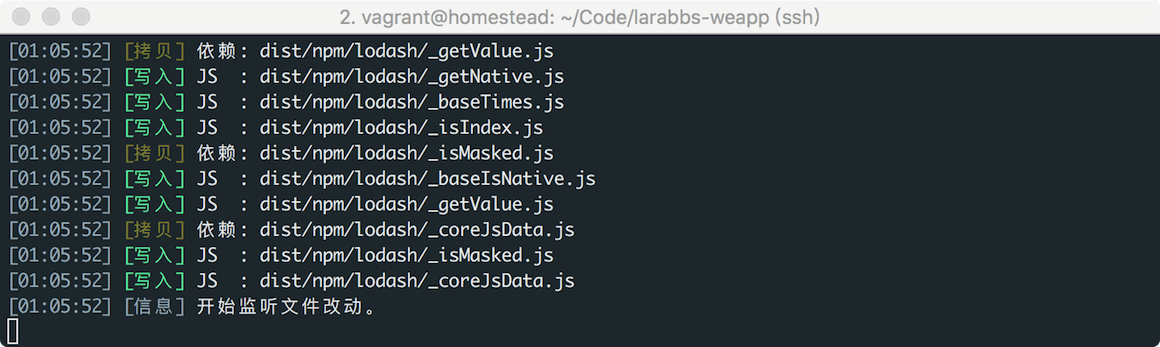 2. vagrant@homestead: ~/Code/larabbs-weapp (ssh)
[01:05:52] [拷贝] 依赖: dist/npm/lodash/_getValue.js
[01:05:52] [写入] JS  : dist/npm/lodash/_getNative.js
[01:05:52] [写入] JS  : dist/npm/lodash/_baseTimes.js
[01:05:52] [写入] JS  : dist/npm/lodash/_isIndex.js
[01:05:52] [拷贝] 依赖: dist/npm/lodash/_isMasked.js
[01:05:52] [写入] JS  : dist/npm/lodash/_baseIsNative.js
[01:05:52] [写入] JS  : dist/npm/lodash/_getValue.js
[01:05:52] [拷贝] 依赖: dist/npm/lodash/_coreJsData.js
[01:05:52] [写入] JS  : dist/npm/lodash/_isMasked.js
[01:05:52] [写入] JS  : dist/npm/lodash/_coreJsData.js
[01:05:52] [信息] 开始监听文件改动。